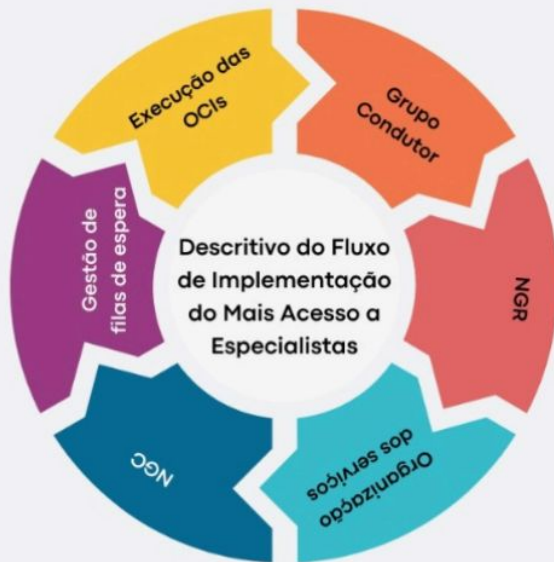 Descritivo do Fluxo
de Implementação
do Mais Acesso a
Especialistas
Grupo
Condutor
NGR
Organização
dos serviços
NGC
Gestão de
filas de espera
Execução das
OCIs